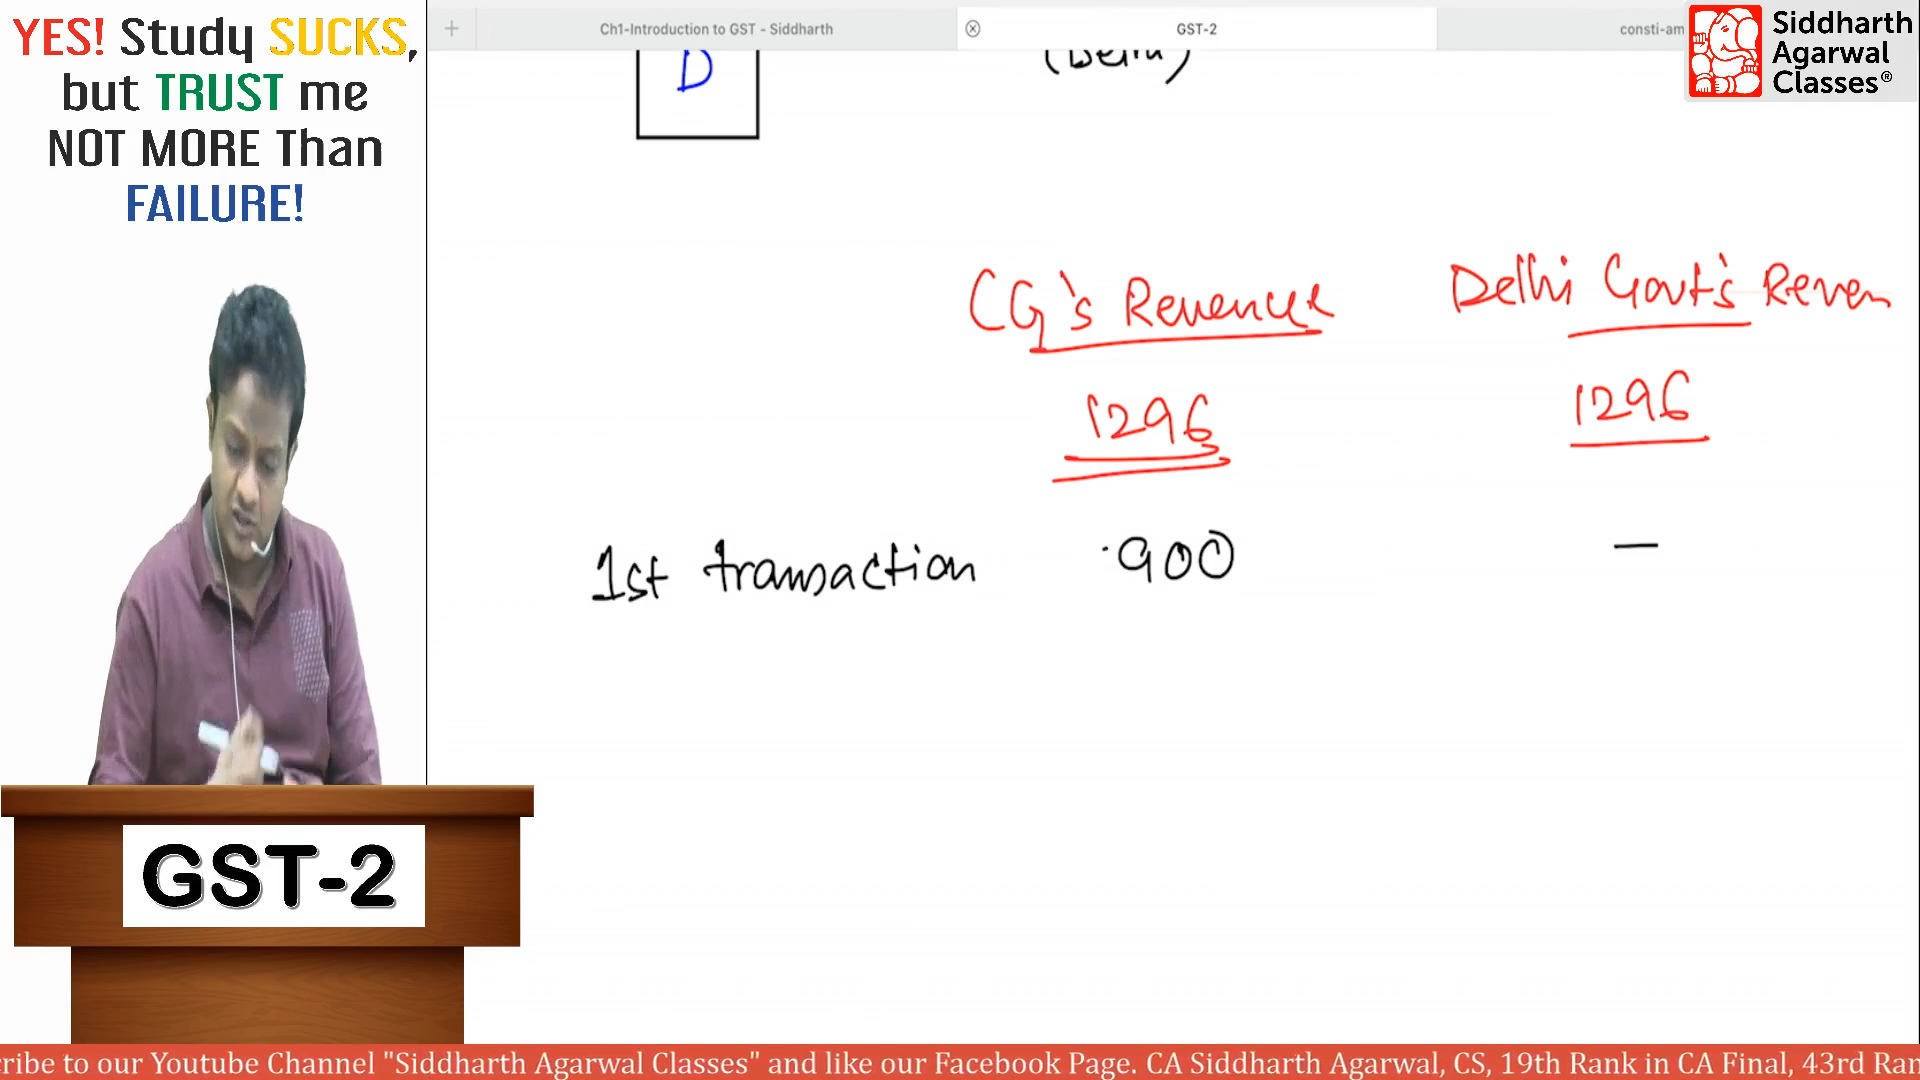 YES! Study SUCKS,
but TRUST me
NOT MORE Than
FAILURE!
Ch1-Introduction to GST - Siddharth
GST-2
consti-am
Siddharth
Agarwal
Classes®
D
(Delhi)
CG's Revenue
Delhi Govt's Reven
1296
1296
1st transaction 900 —
GST-2
cribe to our Youtube Channel "Siddharth Agarwal Classes" and like our Facebook Page. CA Siddharth Agarwal, CS, 19th Rank in CA Final, 43rd Ran